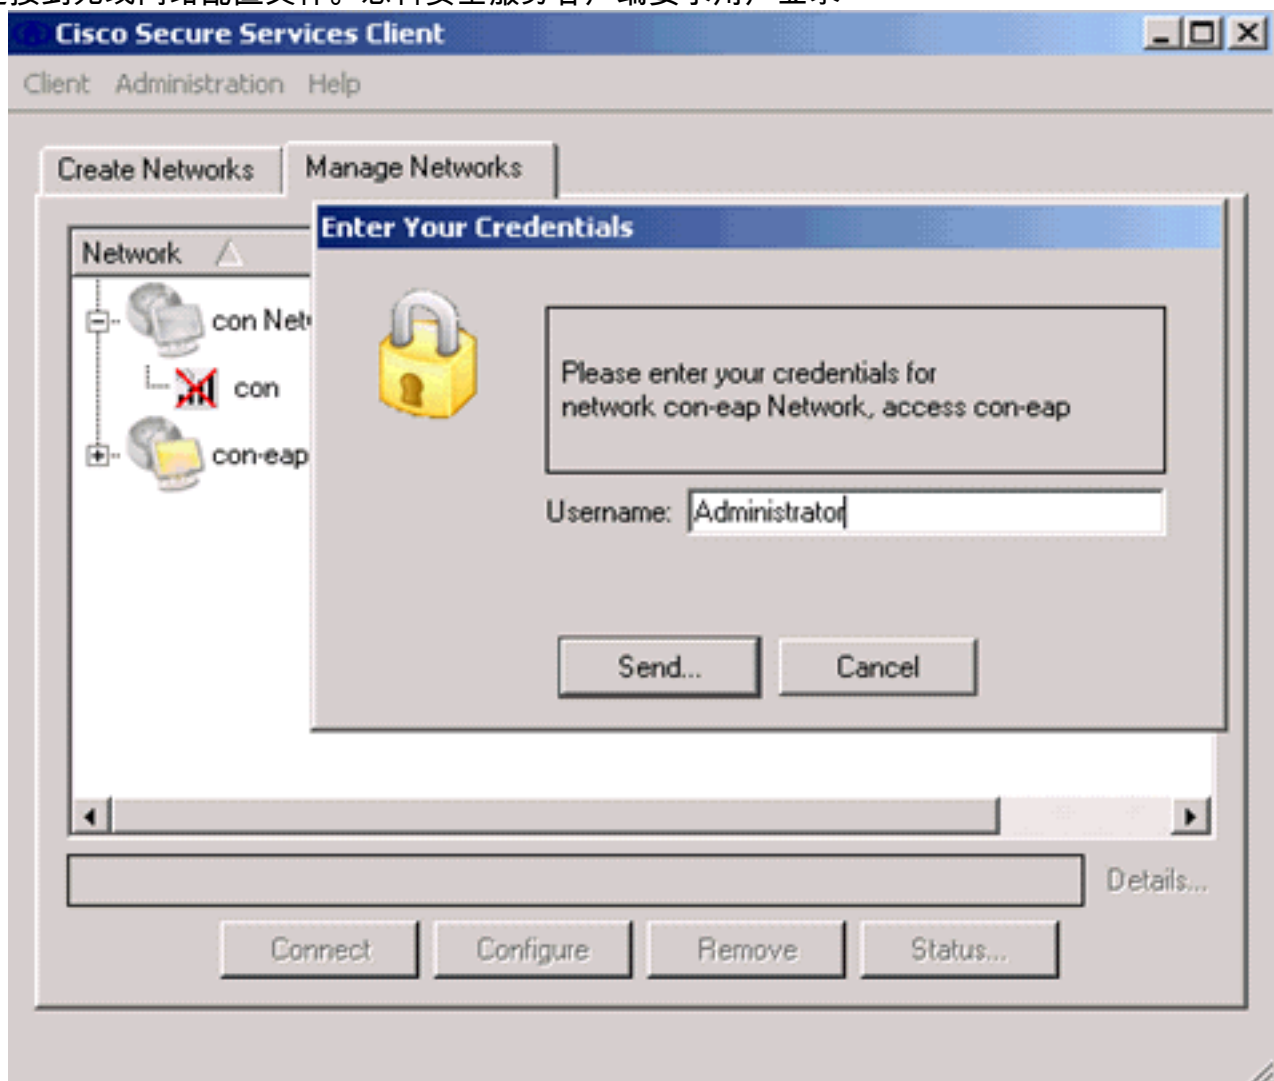 Cisco Secure Services Client
Client Administration Help
Create Networks Manage Networks
Enter Your Credentials
Network
con Net
con
con-eap
Please enter your credentials for
network con-eap Network, access con-eap
Username: Administrator
Send... Cancel
Details...
Connect Configure Remove Status...